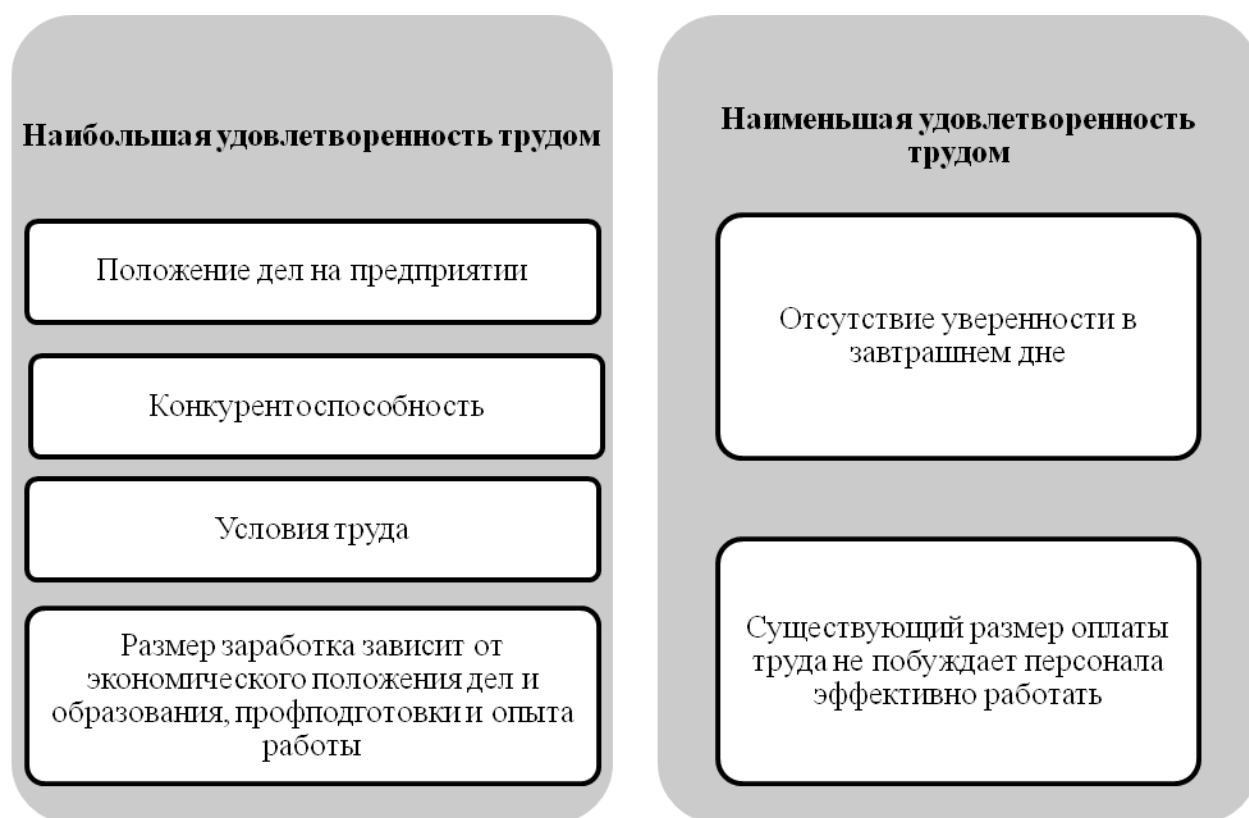 Наибольшая удовлетворенность трудом
Положение дел на предприятии
Конкурентоспособность
Условия труда
Размер заработка зависит от
экономического положения дел и
образования, профподготовки и опыта
работы
Наименьшая удовлетворенность
трудом
Отсутствие уверенности в
завтрашнем дне
Существующий размер оплаты
труда не побуждает персонала
эффективно работать